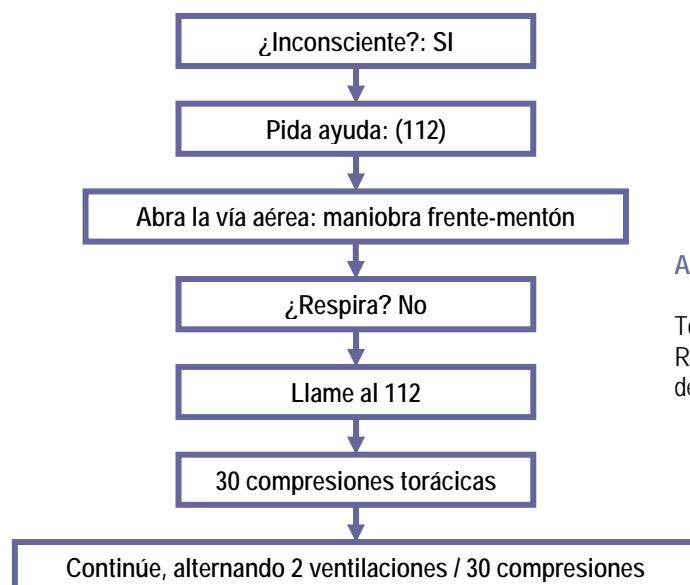 ¿Inconsciente?: SI
Pida ayuda: (112)
Abra la vía aérea: maniobra frente-mentón
¿Respira? No
Llame al 112
30 compresiones torácicas
Continúe, alternando 2 ventilaciones / 30 compresiones